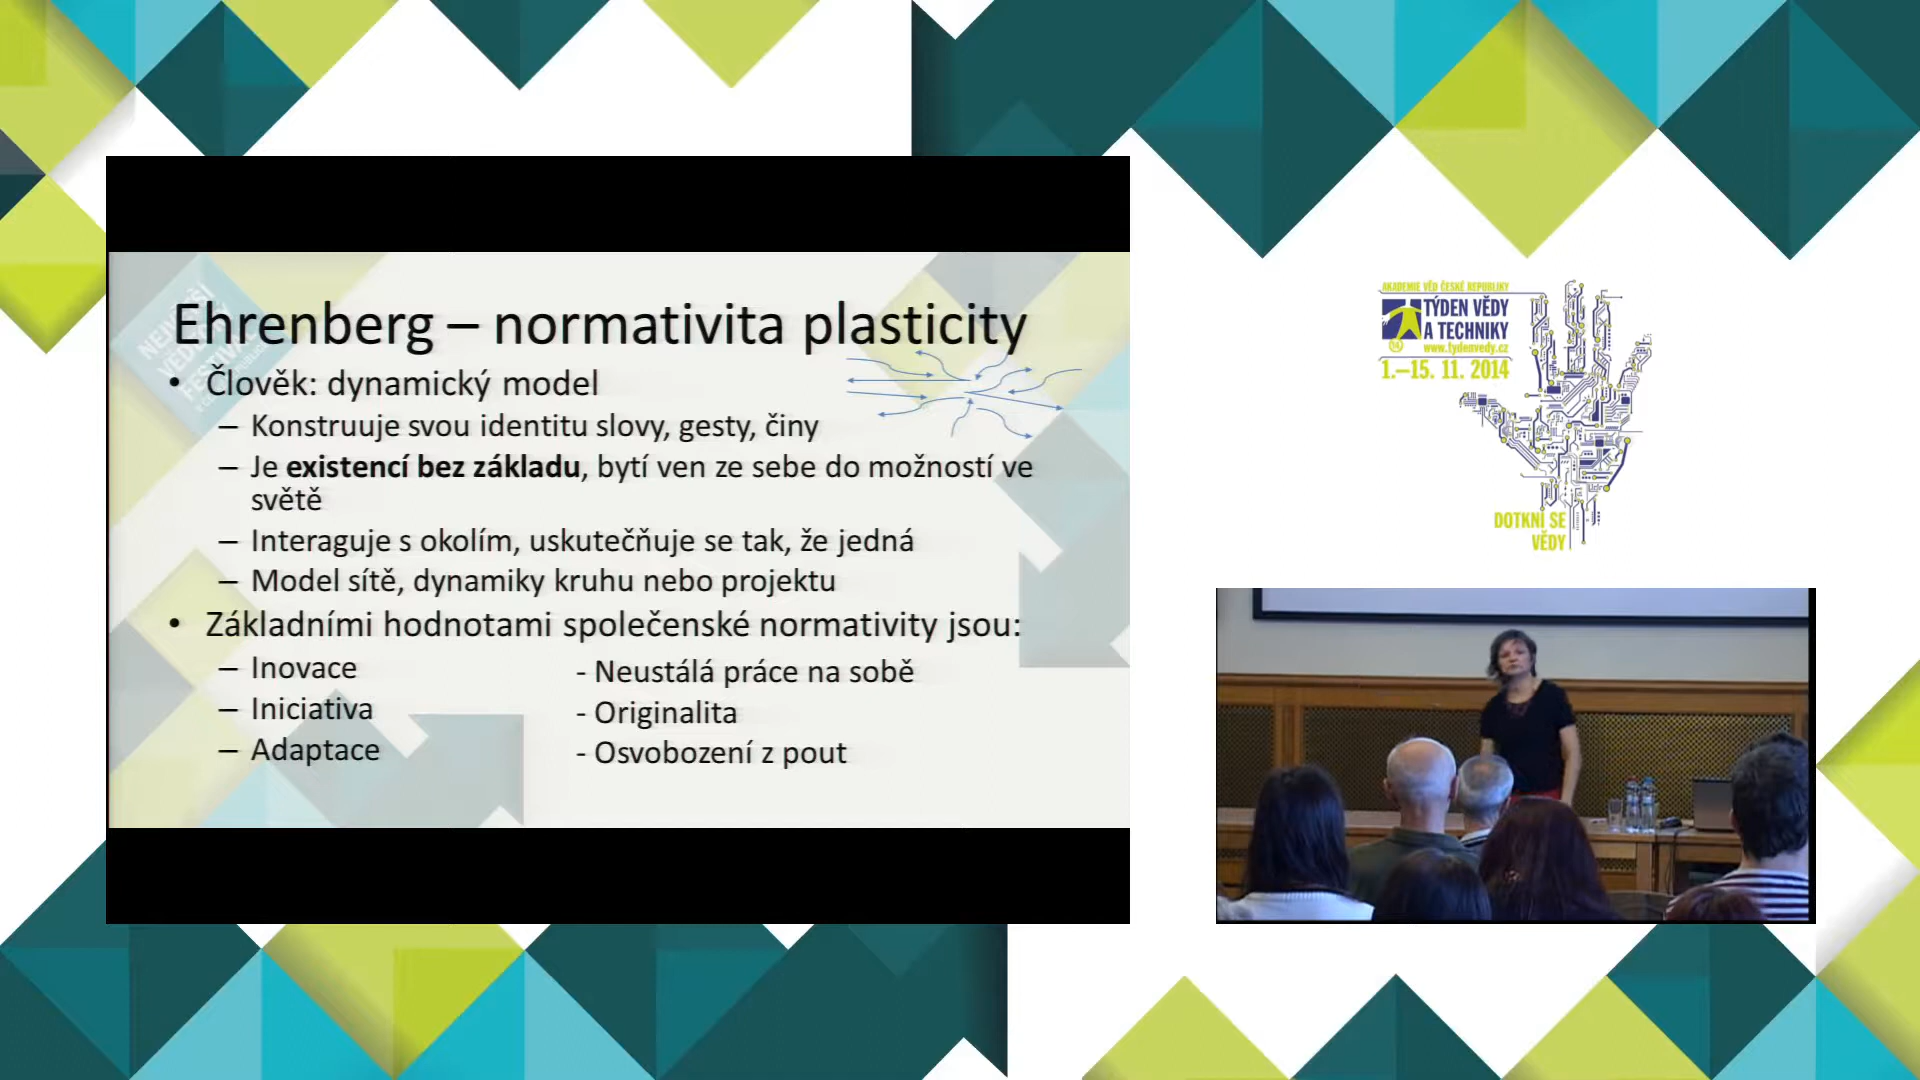 Ehrenberg – normativita plasticity
• Člověk: dynamický model
– Konstruuje svou identitu slovy, gesty, činy
– Je existencí bez základu, bytí ven ze sebe do možností ve
světě
– Interaguje s okolím, uskutečňuje se tak, že jedná
– Model sítě, dynamiky kruhu nebo projektu
• Základními hodnotami společenské normativity jsou:
– Inovace
– Iniciativa
– Adaptace
- Neustálá práce na sobě
- Originalita
- Osvobození z pout
AKADEMIE VĚD ČESKÉ REPUBLIKY
TÝDEN VĚDY
A TECHNIKY
www.tydenvedy.cz
1.–15. 11. 2014
DOTKNI SE
VĚDY